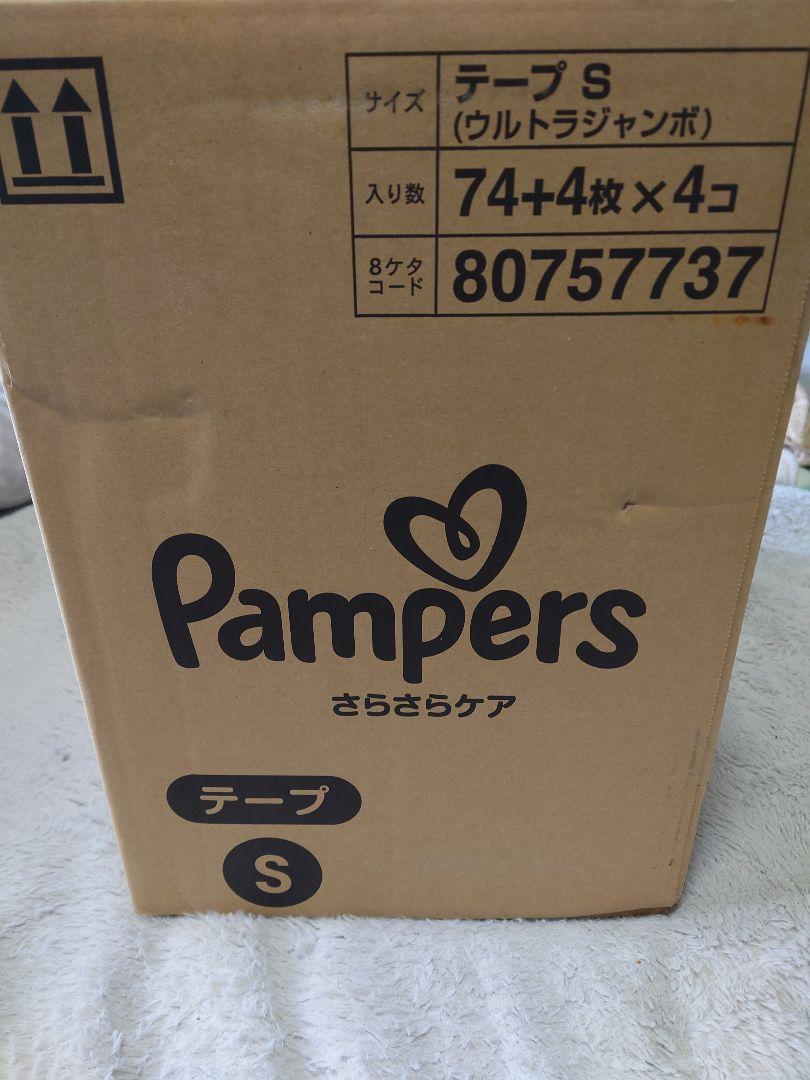 サイズ
テープ S
(ウルトラジャンボ)
入り数
74+4枚×4コ
8ケタ
コード
80757737
Pampers
さらさらケア
テープ
S